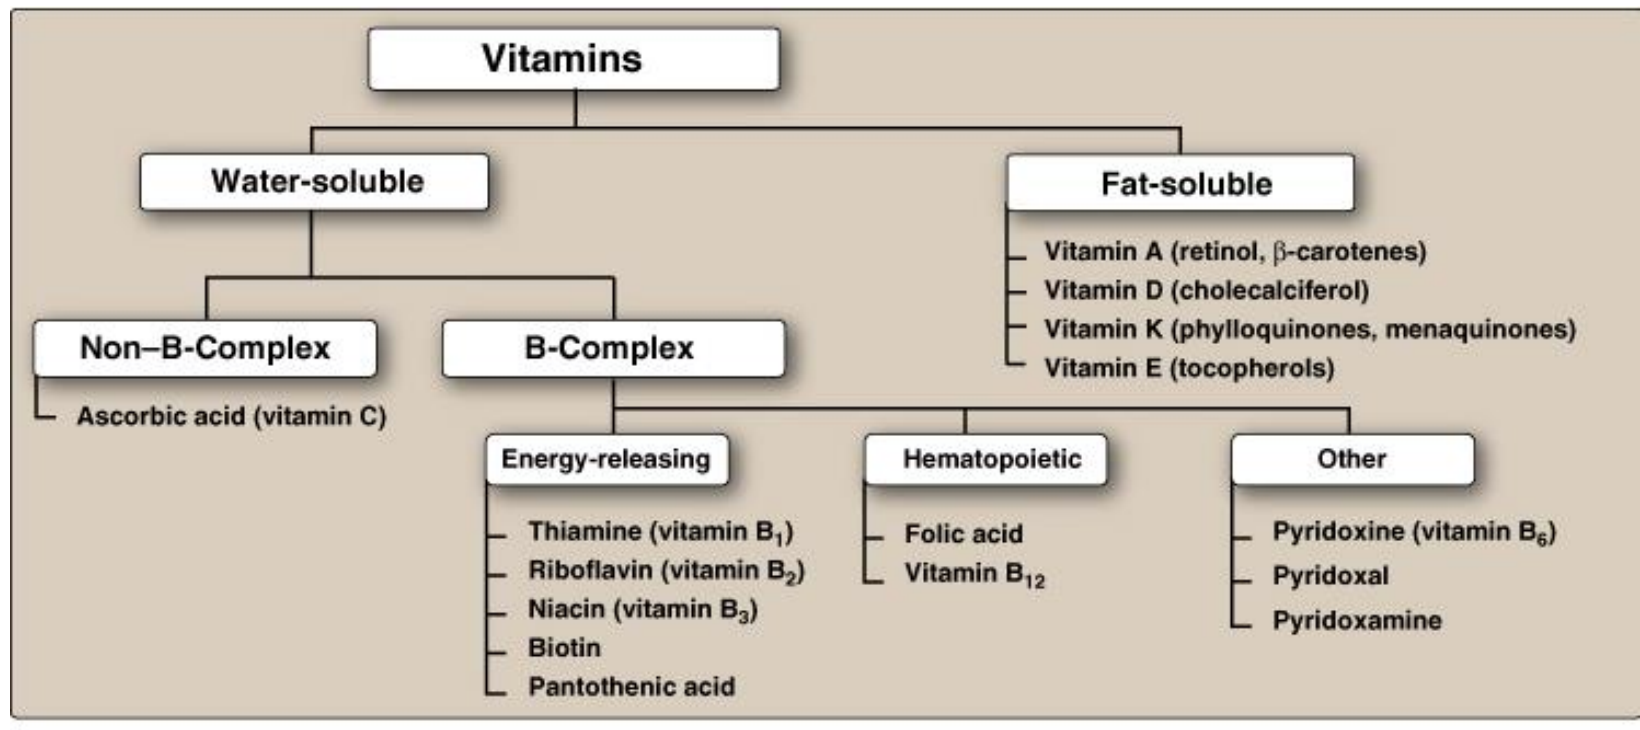 Vitamins
Water-soluble
Fat-soluble
Vitamin A (retinol, β-carotenes)
Vitamin D (cholecalciferol)
Vitamin K (phylloquinones, menaquinones)
Vitamin E (tocopherols)
Non–B-Complex
Ascorbic acid (vitamin C)
B-Complex
Energy-releasing
Thiamine (vitamin B₁)
Riboflavin (vitamin B₂)
Niacin (vitamin B₃)
Biotin
Pantothenic acid
Hematopoietic
Folic acid
Vitamin B₁₂
Other
Pyridoxine (vitamin B₆)
Pyridoxal
Pyridoxamine